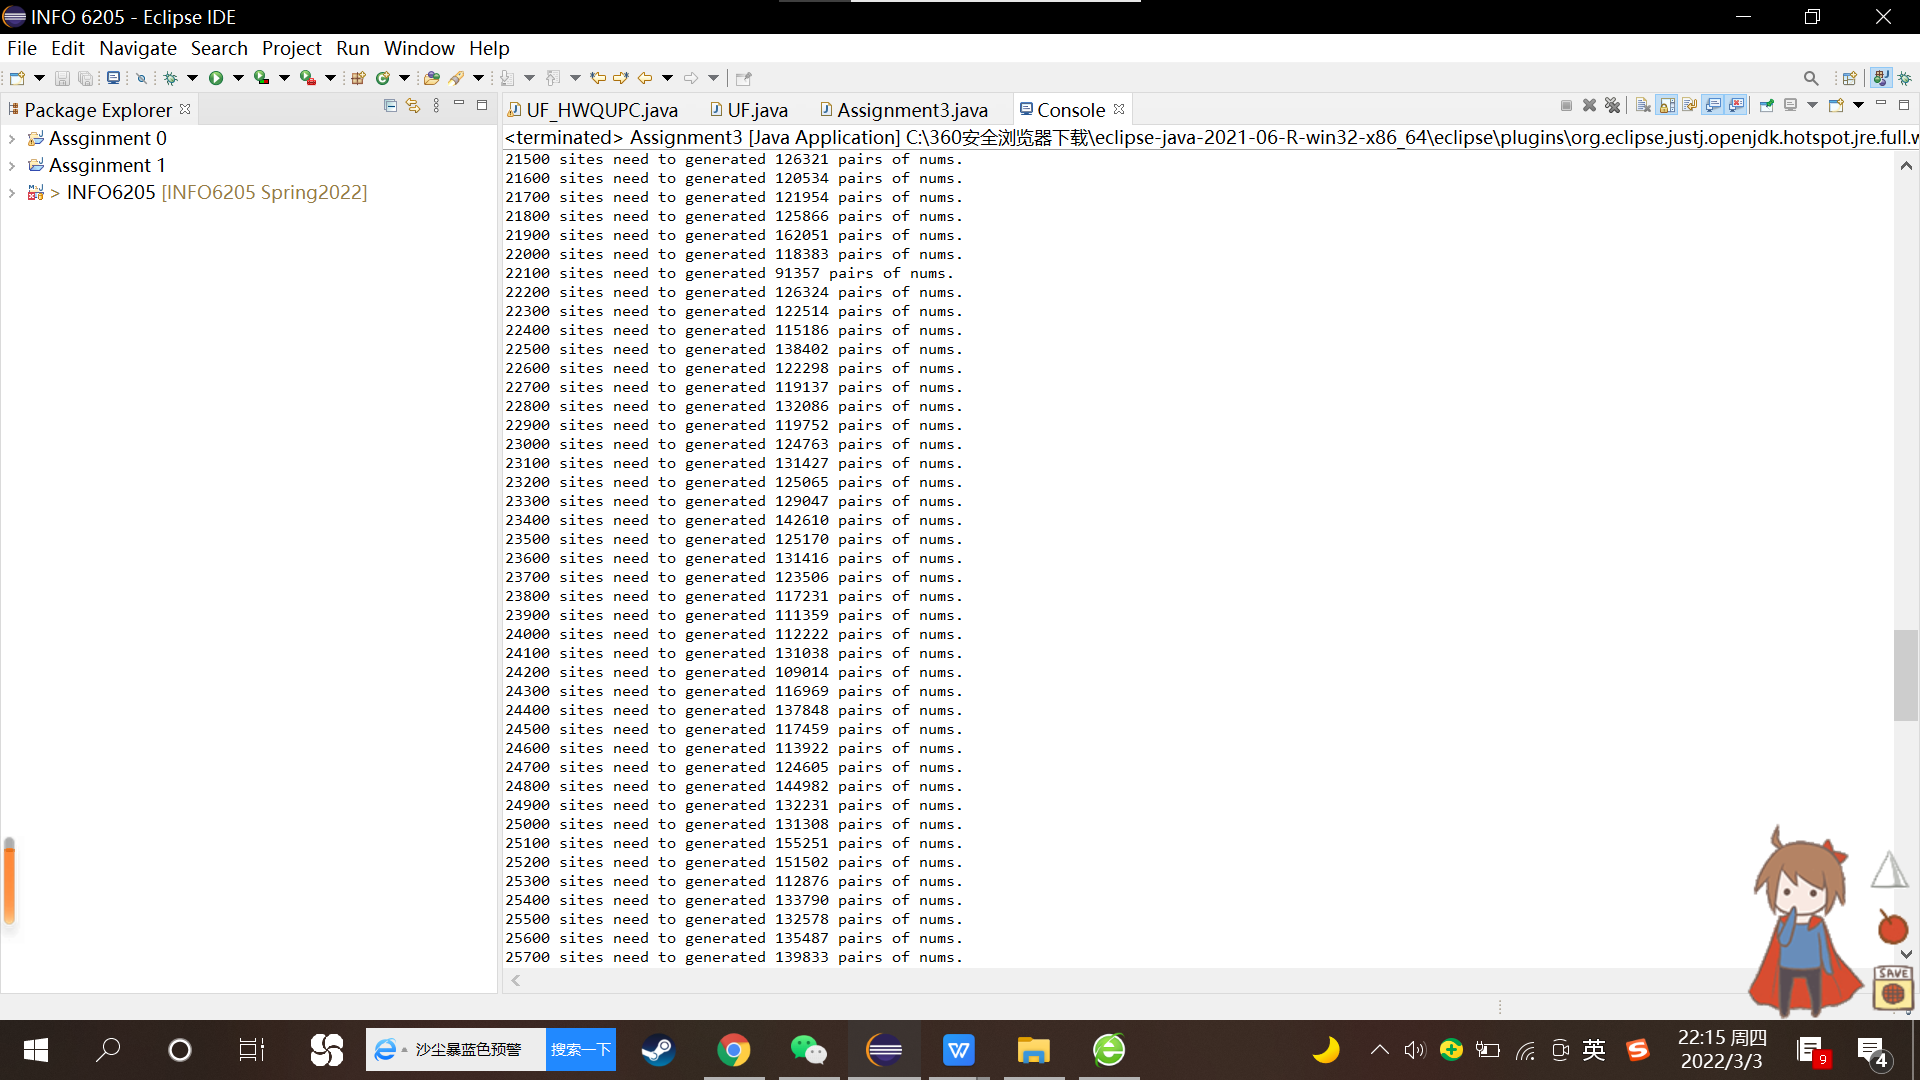 INFO 6205 - Eclipse IDE
File Edit Navigate Search Project Run Window Help
Package Explorer
UF_HWQUPC.java UF.java Assignment3.java Console
Assginment 0
Assginment 1
> INFO6205 [INFO6205 Spring2022]
<terminated> Assignment3 [Java Application] C:\360安全浏览器下载\eclipse-java-2021-06-R-win32-x86_64\eclipse\plugins\org.eclipse.justj.openjdk.hotspot.jre.full.w
21500 sites need to generated 126321 pairs of nums.
21600 sites need to generated 120534 pairs of nums.
21700 sites need to generated 121954 pairs of nums.
21800 sites need to generated 125866 pairs of nums.
21900 sites need to generated 162051 pairs of nums.
22000 sites need to generated 118383 pairs of nums.
22100 sites need to generated 91357 pairs of nums.
22200 sites need to generated 126324 pairs of nums.
22300 sites need to generated 122514 pairs of nums.
22400 sites need to generated 115186 pairs of nums.
22500 sites need to generated 138402 pairs of nums.
22600 sites need to generated 122298 pairs of nums.
22700 sites need to generated 119137 pairs of nums.
22800 sites need to generated 132086 pairs of nums.
22900 sites need to generated 119752 pairs of nums.
23000 sites need to generated 124763 pairs of nums.
23100 sites need to generated 131427 pairs of nums.
23200 sites need to generated 125065 pairs of nums.
23300 sites need to generated 129047 pairs of nums.
23400 sites need to generated 142610 pairs of nums.
23500 sites need to generated 125170 pairs of nums.
23600 sites need to generated 131416 pairs of nums.
23700 sites need to generated 123506 pairs of nums.
23800 sites need to generated 117231 pairs of nums.
23900 sites need to generated 111359 pairs of nums.
24000 sites need to generated 112222 pairs of nums.
24100 sites need to generated 131038 pairs of nums.
24200 sites need to generated 109014 pairs of nums.
24300 sites need to generated 116969 pairs of nums.
24400 sites need to generated 137848 pairs of nums.
24500 sites need to generated 117459 pairs of nums.
24600 sites need to generated 113922 pairs of nums.
24700 sites need to generated 124605 pairs of nums.
24800 sites need to generated 144982 pairs of nums.
24900 sites need to generated 132231 pairs of nums.
25000 sites need to generated 131308 pairs of nums.
25100 sites need to generated 155251 pairs of nums.
25200 sites need to generated 151502 pairs of nums.
25300 sites need to generated 112876 pairs of nums.
25400 sites need to generated 133790 pairs of nums.
25500 sites need to generated 132578 pairs of nums.
25600 sites need to generated 135487 pairs of nums.
25700 sites need to generated 139833 pairs of nums.
SAVE
沙尘暴蓝色预警 搜索一下
英
22:15 周四
2022/3/3
9
4